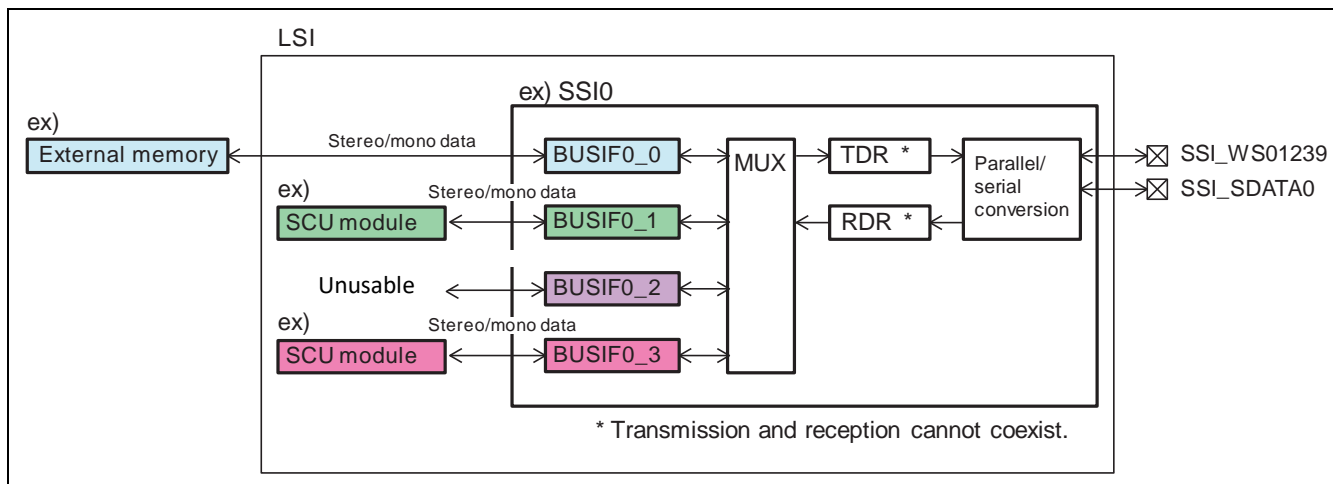 LSI
ex) SSI0
ex)
External memory
Stereo/mono data
BUSIF0_0
MUX
TDR *
Parallel/
serial
conversion
SSI_WS01239
SSI_SDATA0
ex)
SCU module
Stereo/mono data
BUSIF0_1
RDR *
Unusable
BUSIF0_2
ex)
SCU module
Stereo/mono data
BUSIF0_3
* Transmission and reception cannot coexist.